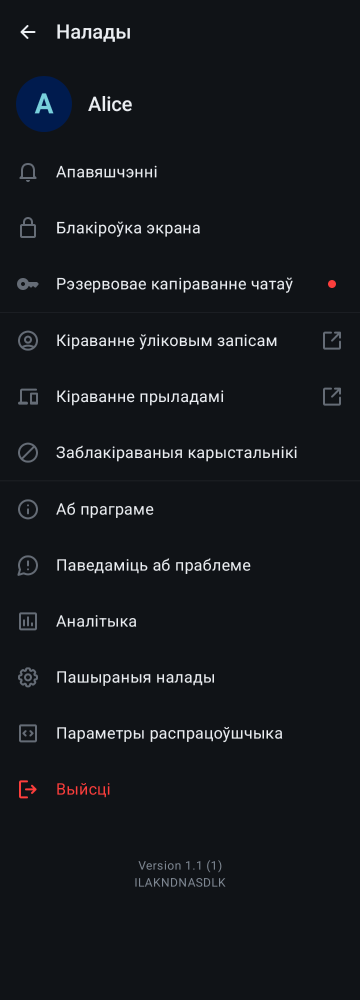 Налады
A
Alice
Апавяшчэнні
Блакіроўка экрана
Рэзервовае капіраванне чатаў
Кіраванне ўліковым запісам
Кіраванне прыладамі
Заблакіраваныя карыстальнікі
Аб праграме
Паведаміць аб праблеме
Аналітыка
Пашыраныя налады
Параметры распрацоўшчыка
Выйсці
Version 1.1 (1)
ILAKNDNASDLK